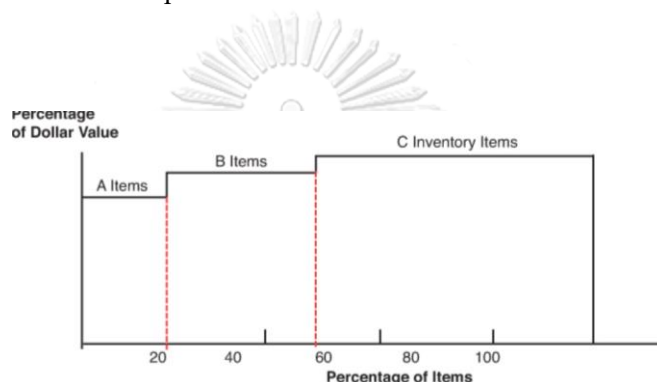 Percentage
of Dollar Value
C Inventory Items
B Items
A Items
20 40 60 80 100
Percentage of Items